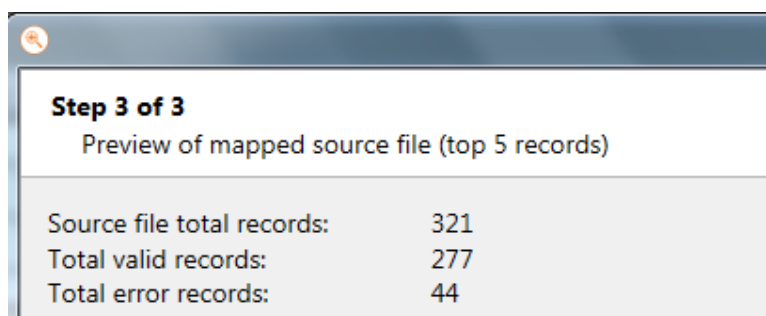 Step 3 of 3
Preview of mapped source file (top 5 records)
Source file total records: 321
Total valid records: 277
Total error records: 44